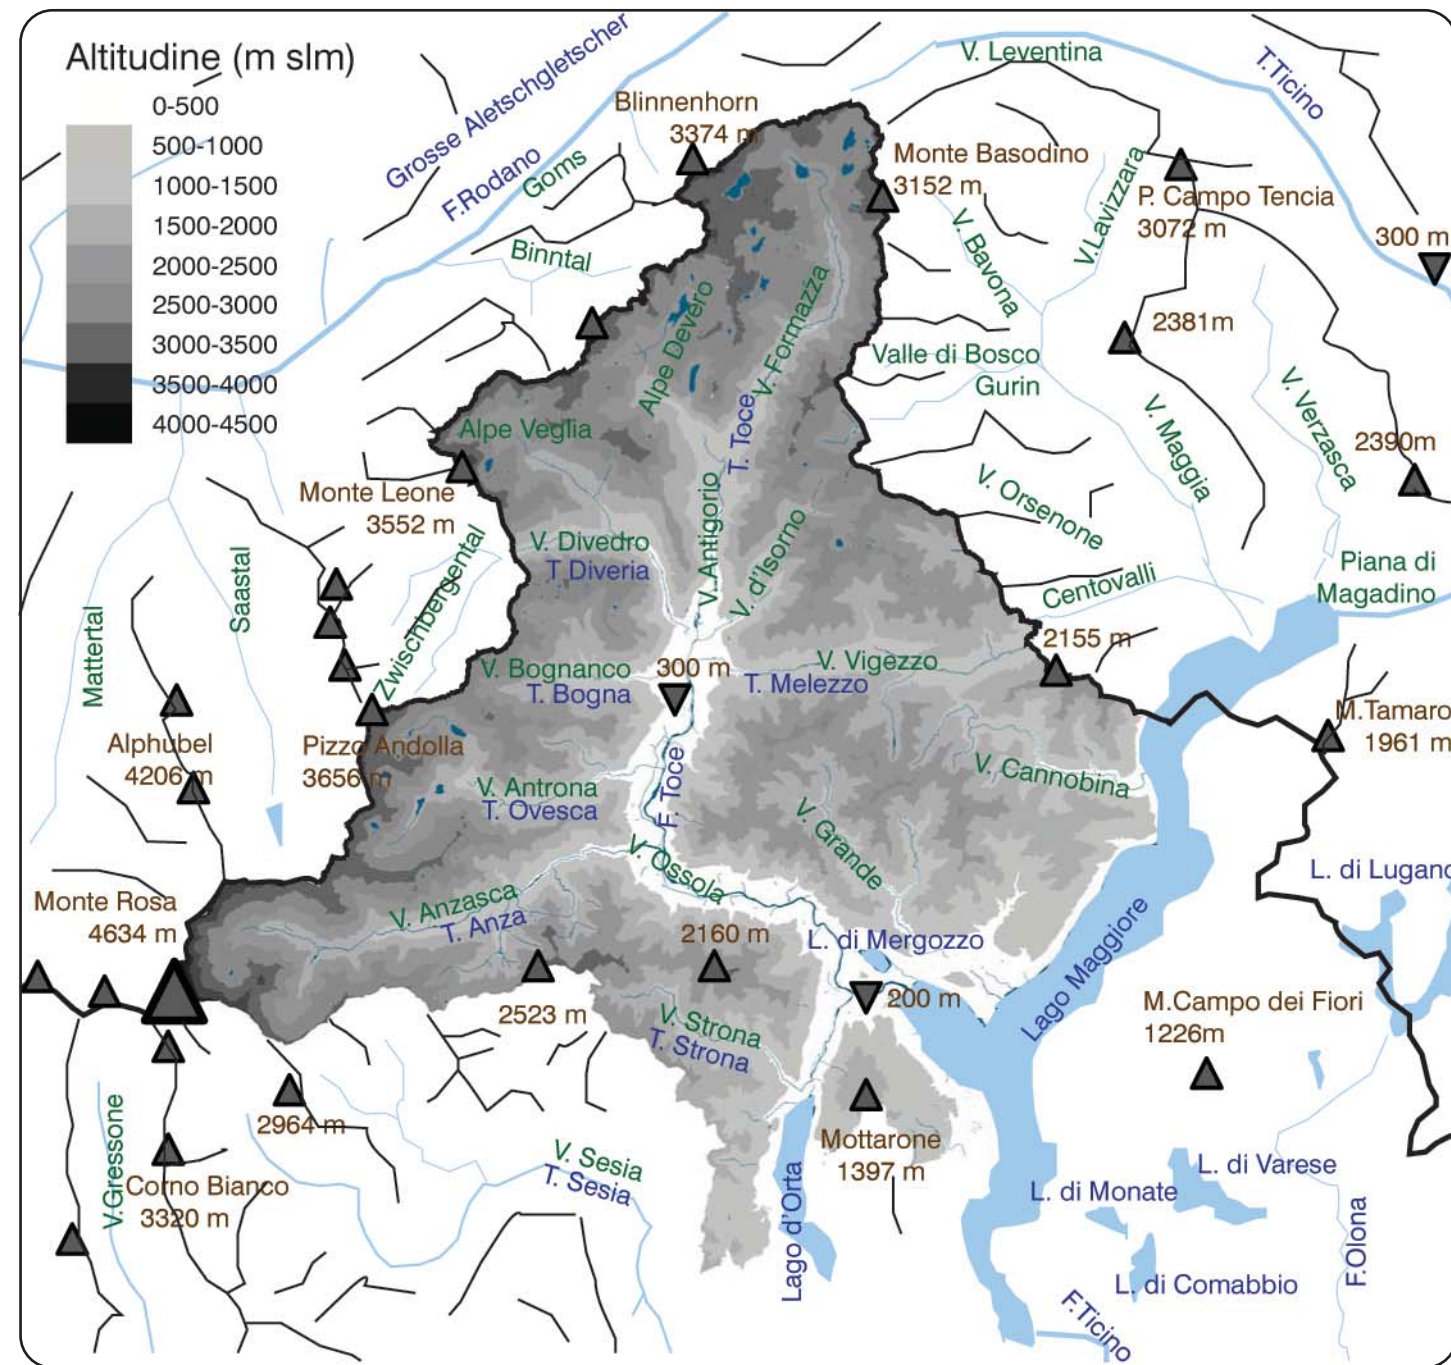 Altitudine (m slm)
0-500
500-1000
1000-1500
1500-2000
2000-2500
2500-3000
3000-3500
3500-4000
4000-4500
Grosse Aletschgletscher
F.Rodano
Goms
Binntal
Blinnenhorn
3374 m
V. Leventina
T.Ticino
Monte Basodino
3152 m
V. Bavona
V.Lavizzara
P. Campo Tencia
3072 m
300 m
2381m
Valle di Bosco
Gurin
V. Maggia
V. Verzasca
2390m
Alpe Devero
V. Formazza
T. Toce
Alpe Veglia
Monte Leone
3552 m
V. Antigorio
V. d'Isorno
V. Divedro
T Diveria
V. Orsenone
Centovalli
Piana di
Magadino
Mattertal
Saastal
Zwischbergental
2155 m
V. Bognanco
T. Bogna
300 m
V. Vigezzo
T. Melezzo
M.Tamaro
1961 m
Alphubel
4206 m
Pizzo Andolla
3656 m
V. Antrona
T. Ovesca
F. Toce
V. Cannobina
V. Grande
V. Ossola
L. di Lugano
Monte Rosa
4634 m
V. Anzasca
T. Anza
2160 m
L. di Mergozzo
Lago Maggiore
200 m
2523 m
V. Strona
T. Strona
M.Campo dei Fiori
1226m
V.Gressone
2964 m
Mottarone
1397 m
V. Sesia
T. Sesia
Corno Bianco
3320 m
Lago d'Orta
L. di Varese
L. di Monate
L. di Comabbio
F.Olona
F.Ticino